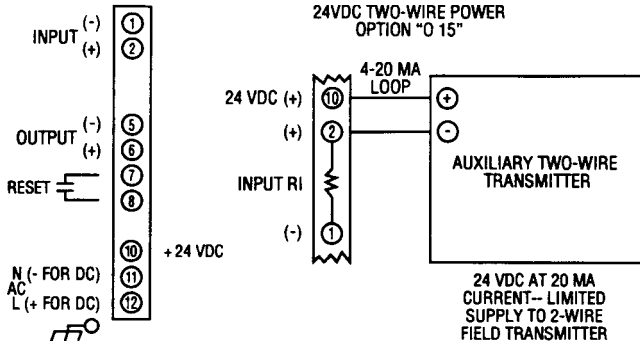 INPUT (-) 1
(+) 2
OUTPUT (-) 5
(+) 6
RESET 7
8
10 +24 VDC
N (- FOR DC) 11
AC
L (+ FOR DC) 12
24VDC TWO-WIRE POWER
OPTION "O 15"
4-20 MA
LOOP
24 VDC (+) 10 +
(+) 2 -
INPUT RI
(-) 1
AUXILIARY TWO-WIRE
TRANSMITTER
24 VDC AT 20 MA
CURRENT-- LIMITED
SUPPLY TO 2-WIRE
FIELD TRANSMITTER